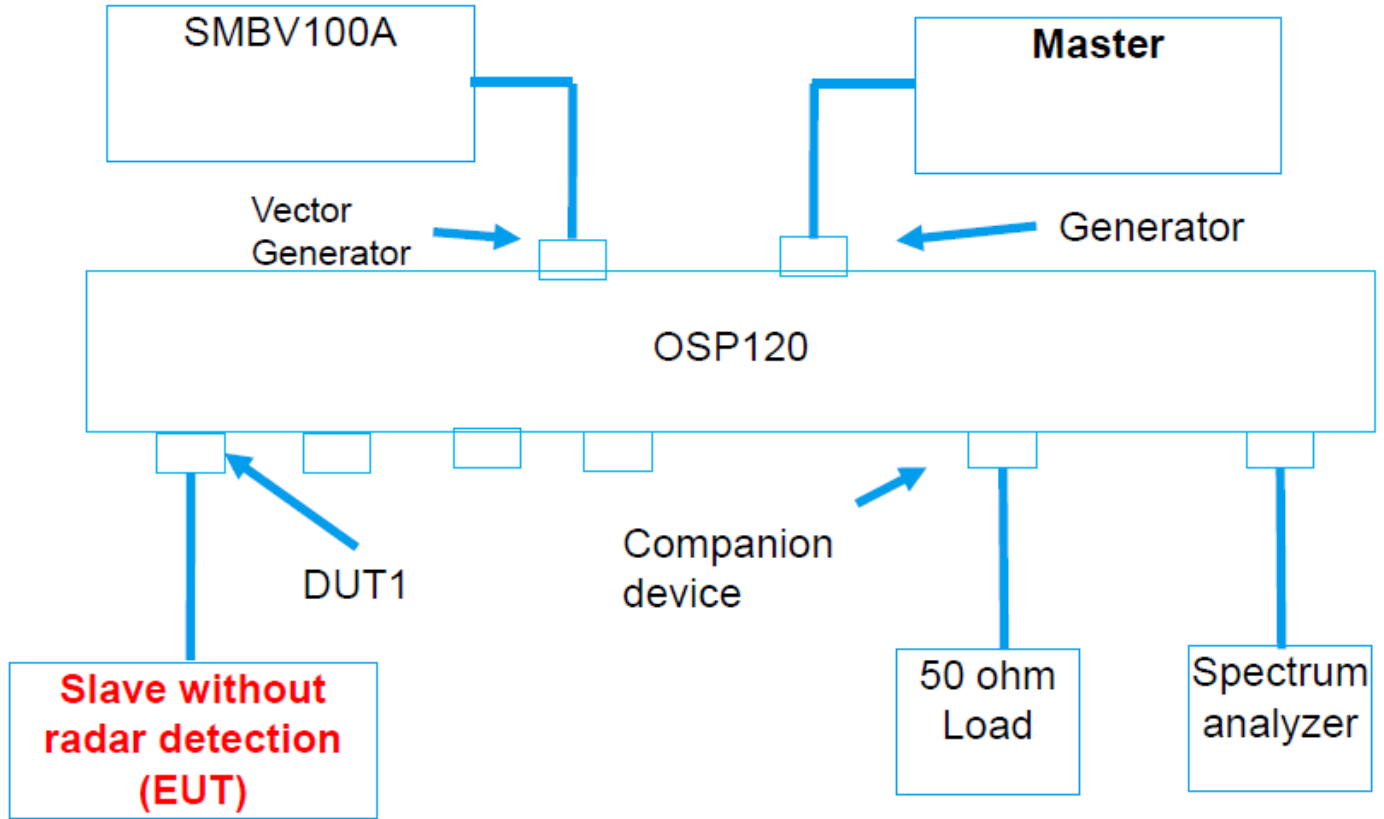 SMBV100A
Master
Vector
Generator
Generator
OSP120
DUT1
Companion
device
Slave without
radar detection
(EUT)
50 ohm
Load
Spectrum
analyzer